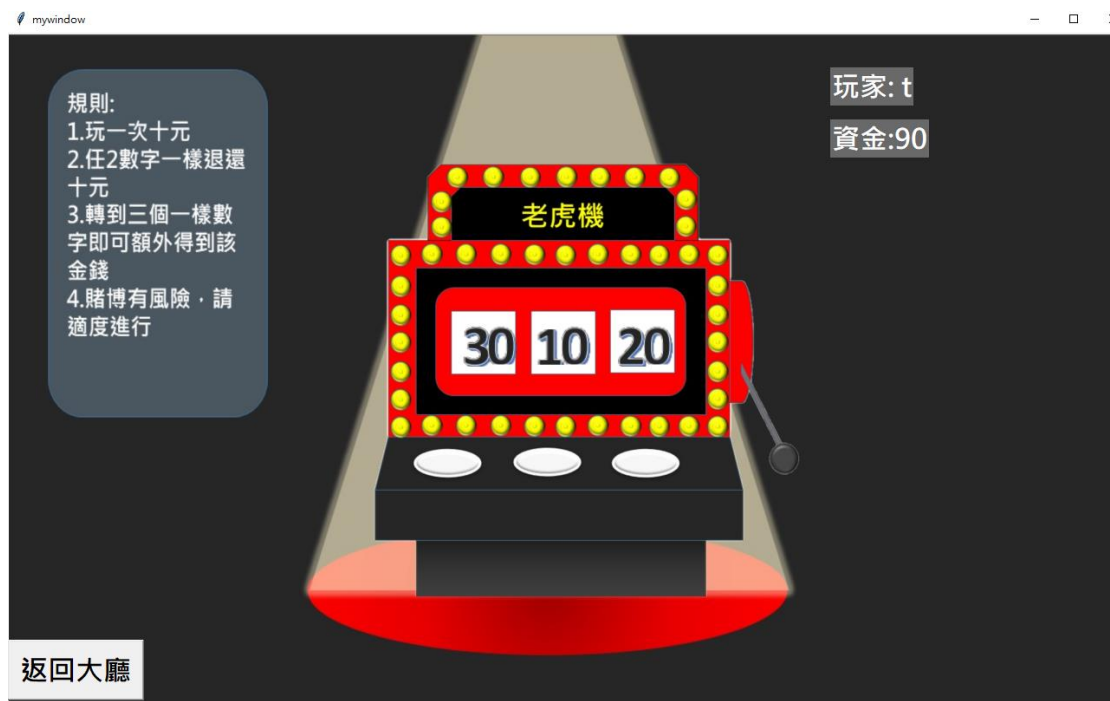 mywindow
規則:
1.玩一次十元
2.任2數字一樣退還
十元
3.轉到三個一樣數
字即可額外得到該
金錢
4.賭博有風險，請
適度進行
玩家: t
資金:90
老虎機
30 10 20
返回大廳